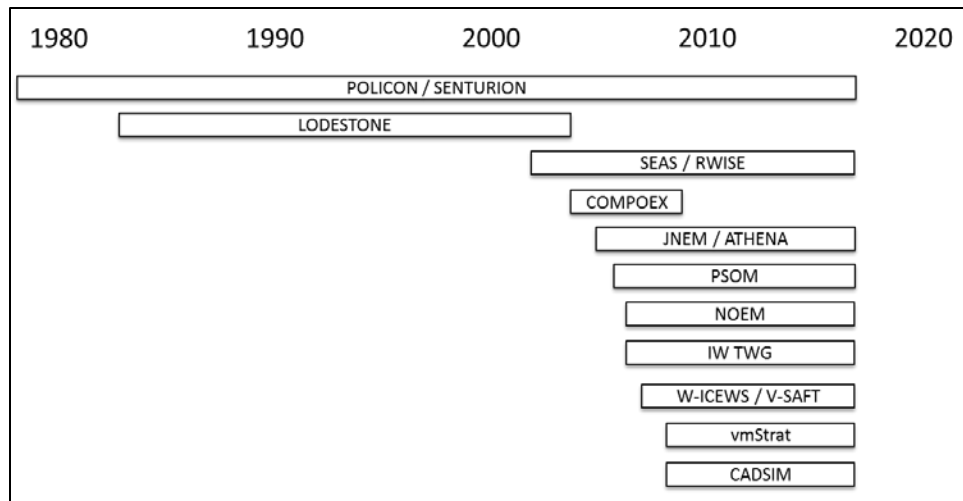 1980 1990 2000 2010 2020
POLICON / SENTURION
LODESTONE
SEAS / RWISE
COMPOEX
JNEM / ATHENA
PSOM
NOEM
IW TWG
W-ICEWS / V-SAFT
vmStrat
CADSIM